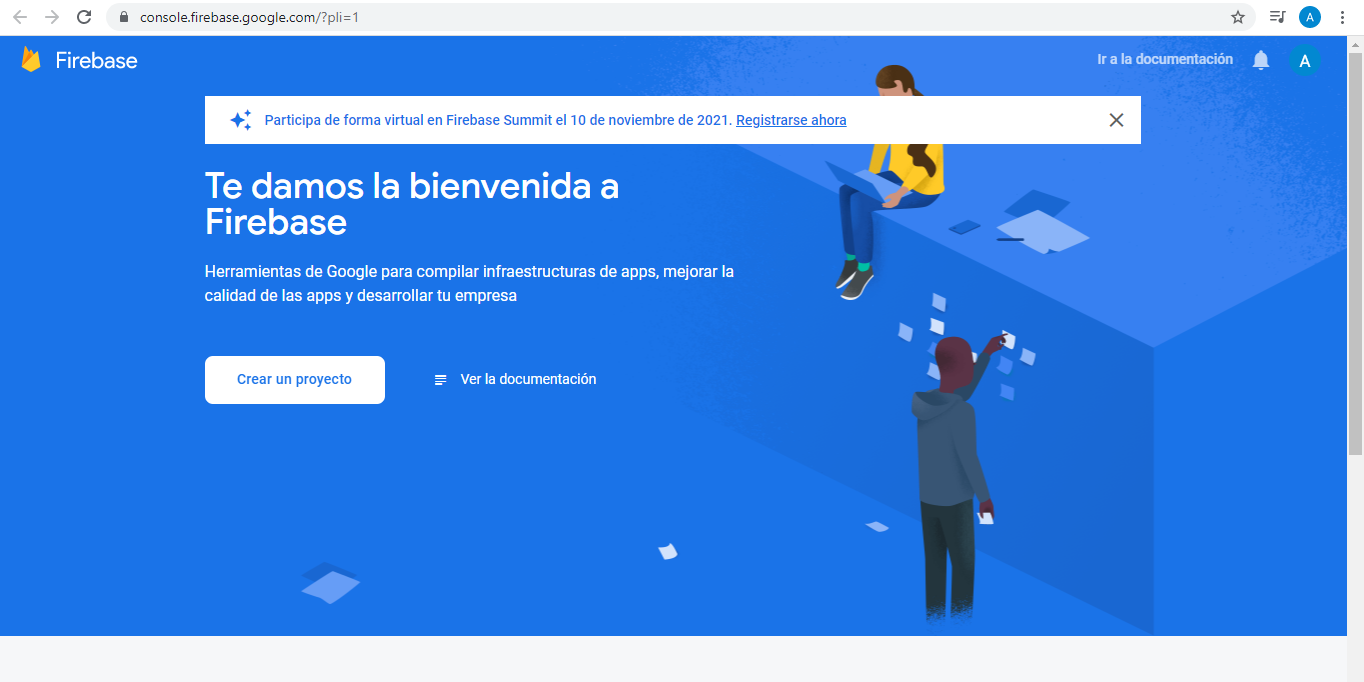 console.firebase.google.com/?pli=1
A
Firebase
Ir a la documentación
A
Participa de forma virtual en Firebase Summit el 10 de noviembre de 2021. Registrarse ahora
Te damos la bienvenida a
Firebase
Herramientas de Google para compilar infraestructuras de apps, mejorar la
calidad de las apps y desarrollar tu empresa
Crear un proyecto
Ver la documentación